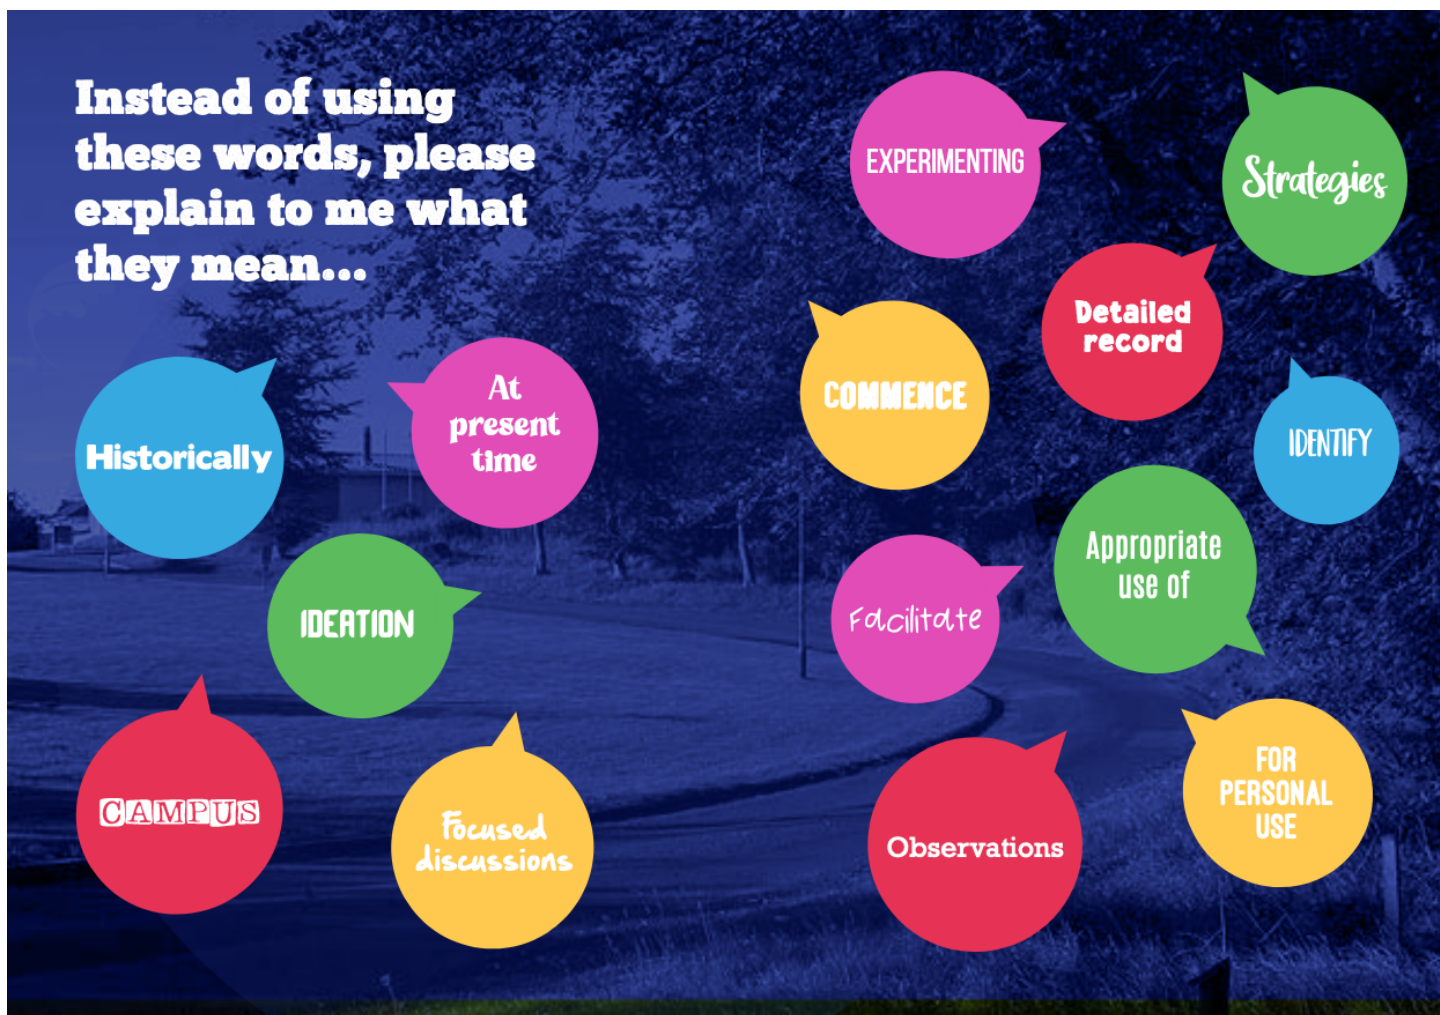 Instead of using
these words, please
explain to me what
they mean...
Historically
At
present
time
IDEATION
CAMPUS
Focused
discussions
EXPERIMENTING
Strategies
Detailed
record
COMMENCE
IDENTIFY
Appropriate
use of
Facilitate
FOR
PERSONAL
USE
Observations